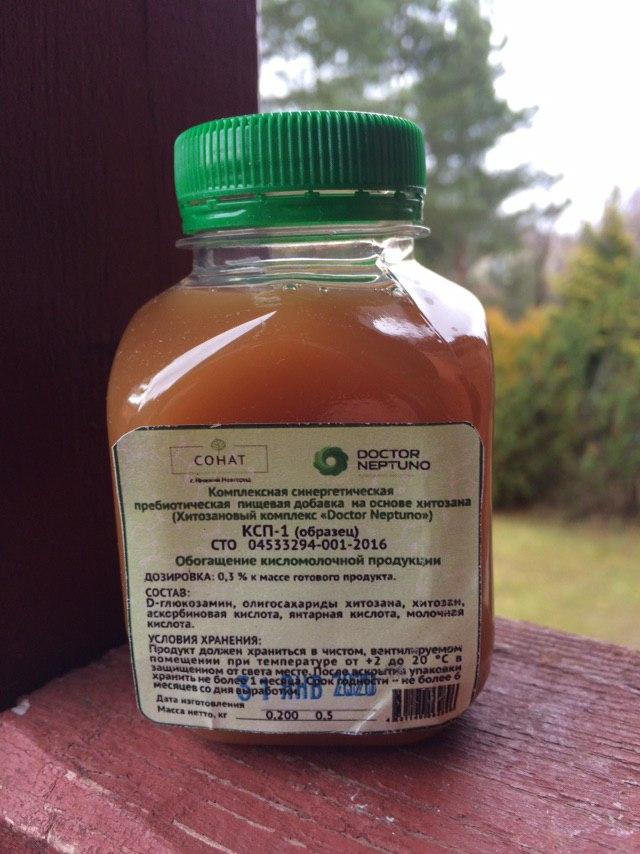 СОНАТ
г. Нижний Новгород
DOCTOR
NEPTUNO
Комплексная синергетическая
пребиотическая пищевая добавка на основе хитозана
(Хитозановый комплекс «Doctor Neptuno»)
КСП-1 (образец)
СТО 04533294-001-2016
Обогащение кисломолочной продукции
ДОЗИРОВКА: 0,3 % к массе готового продукта.
СОСТАВ:
D-глюкозамин, олигосахариды хитозана, хитозан,
аскорбиновая кислота, янтарная кислота, молочная
кислота.
УСЛОВИЯ ХРАНЕНИЯ:
Продукт должен храниться в чистом, вентилируемом
помещении при температуре от +2 до 20 °С в
защищенном от света месте. После вскрытия упаковки
хранить не более 1 месяца. Срок годности – не более 6
месяцев со дня выработки.
ЯНВ 2020
Дата изготовления
Масса нетто, кг 0,200 0,5